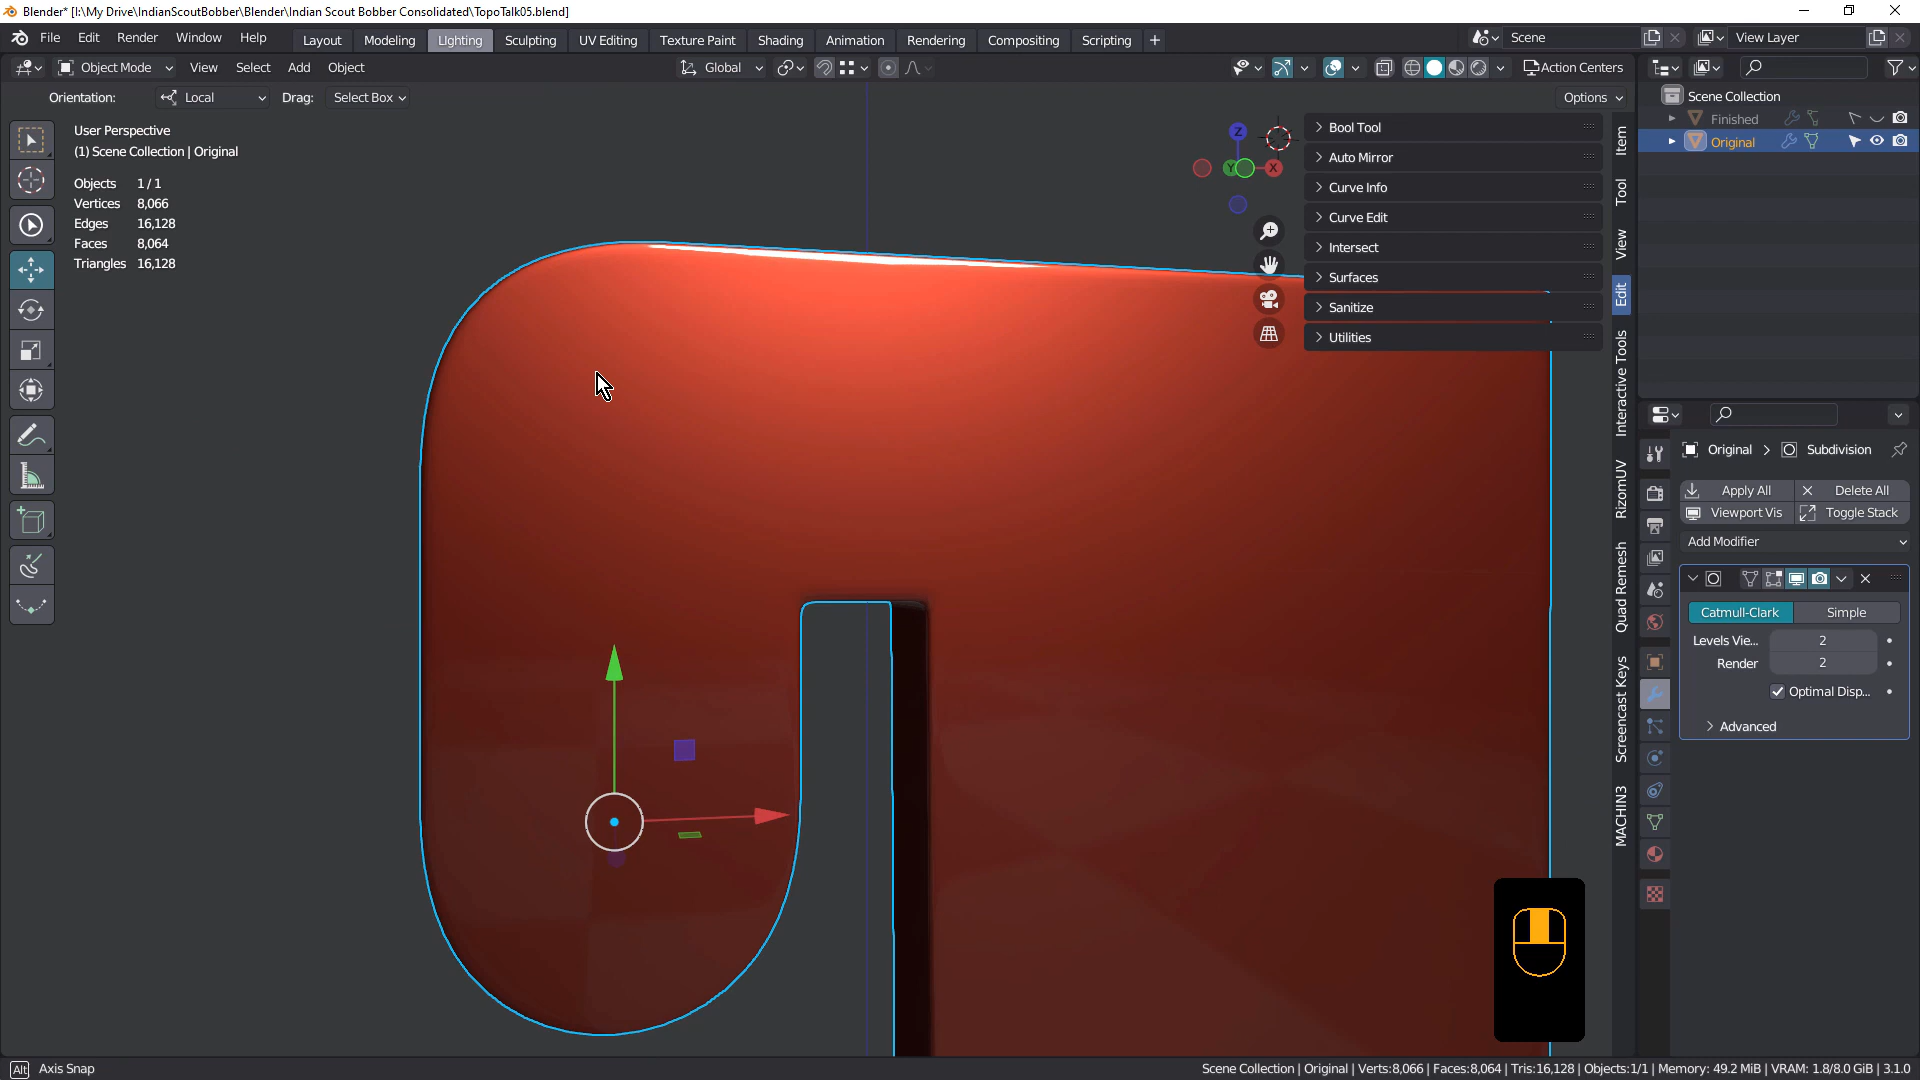 Blender* [I:\My Drive\IndianScoutBobber\Blender\Indian Scout Bobber Consolidated\TopoTalk05.blend]
File Edit Render Window Help
Layout Modeling Lighting Sculpting UV Editing Texture Paint Shading Animation Rendering Compositing Scripting +
Scene
View Layer
Object Mode View Select Add Object
Global
Action Centers
Orientation: Local Drag: Select Box
Options
User Perspective
(1) Scene Collection | Original
Objects 1 / 1
Vertices 8,066
Edges 16,128
Faces 8,064
Triangles 16,128
Z
Y
X
Bool Tool
Auto Mirror
Curve Info
Curve Edit
Intersect
Surfaces
Sanitize
Utilities
Item
Tool
View
Edit
Interactive Tools
RizomUV
Quad Remesh
Screencast Keys
MACHIN3
Scene Collection
Finished
Original
Original > Subdivision
Apply All Delete All
Viewport Vis Toggle Stack
Add Modifier
Catmull-Clark Simple
Levels Vie... 2
Render 2
Optimal Disp...
Advanced
Alt Axis Snap
Scene Collection | Original | Verts:8,066 | Faces:8,064 | Tris:16,128 | Objects:1/1 | Memory: 49.2 MiB | VRAM: 1.8/8.0 GiB | 3.1.0